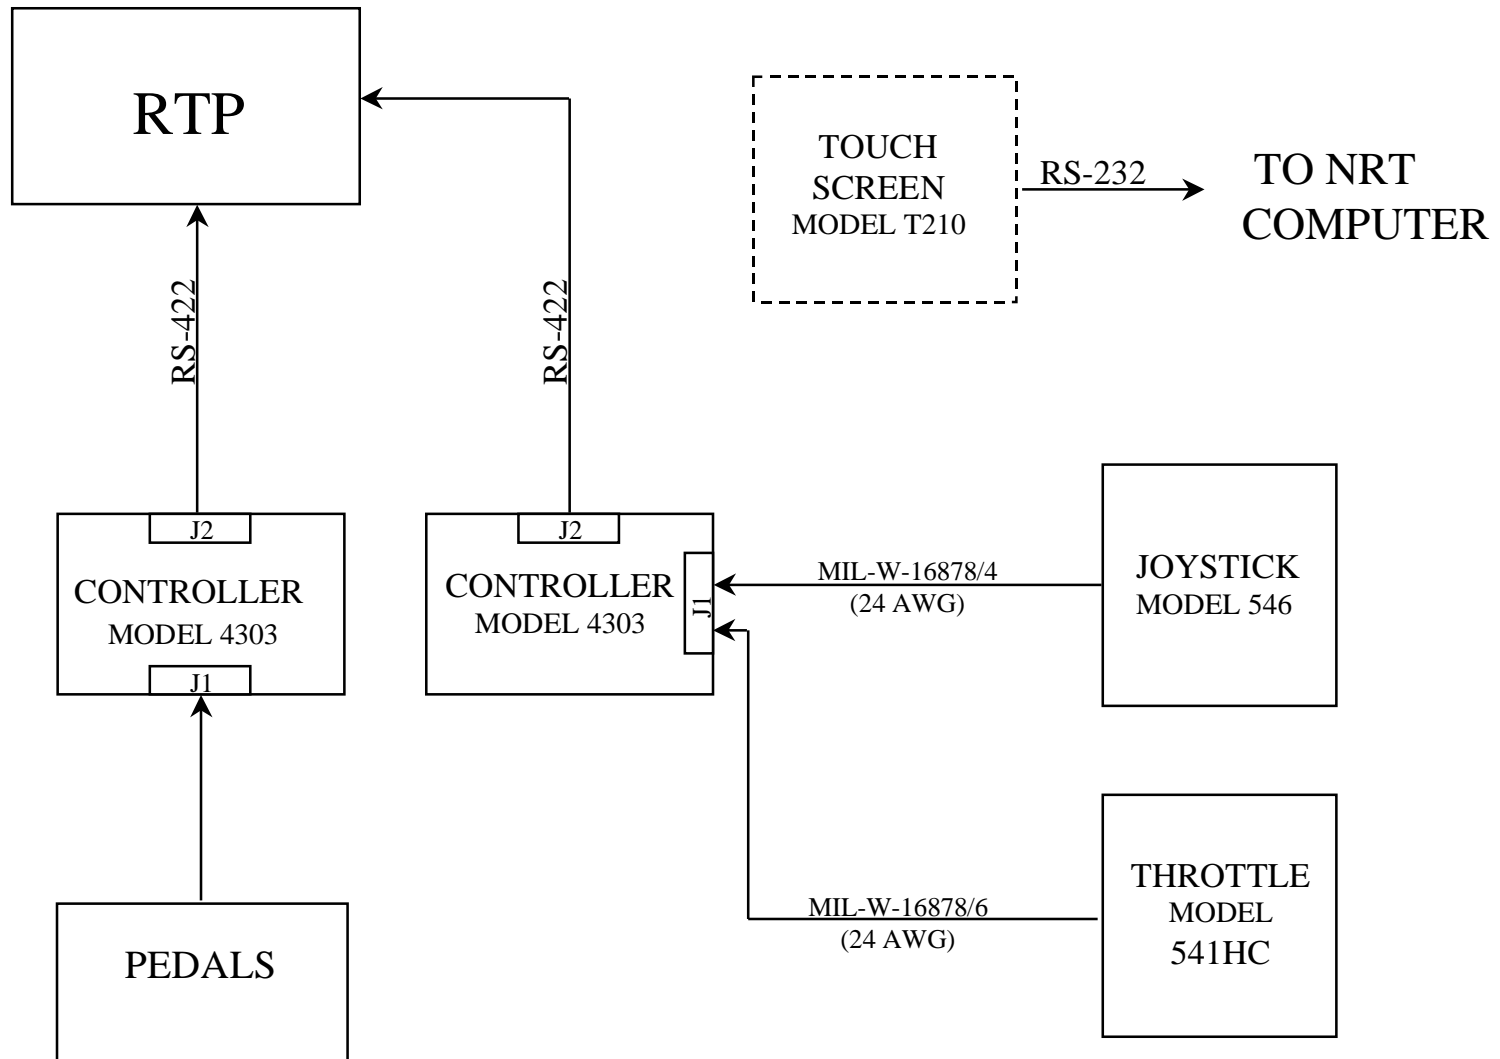 RTP
TOUCH
SCREEN
MODEL T210
RS-232
TO NRT
COMPUTER
RS-422
RS-422
J2
CONTROLLER
MODEL 4303
J1
J2
CONTROLLER
MODEL 4303
J1
MIL-W-16878/4
(24 AWG)
JOYSTICK
MODEL 546
MIL-W-16878/6
(24 AWG)
THROTTLE
MODEL
541HC
PEDALS